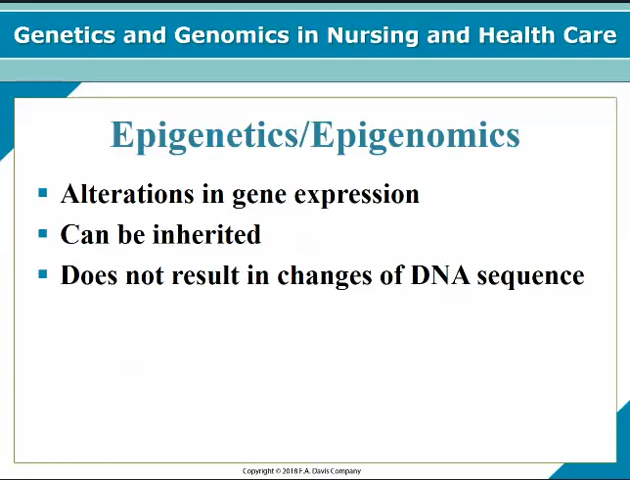 Genetics and Genomics in Nursing and Health Care
Epigenetics/Epigenomics
▪ Alterations in gene expression
▪ Can be inherited
▪ Does not result in changes of DNA sequence
Copyright © 2018 F.A. Davis Company